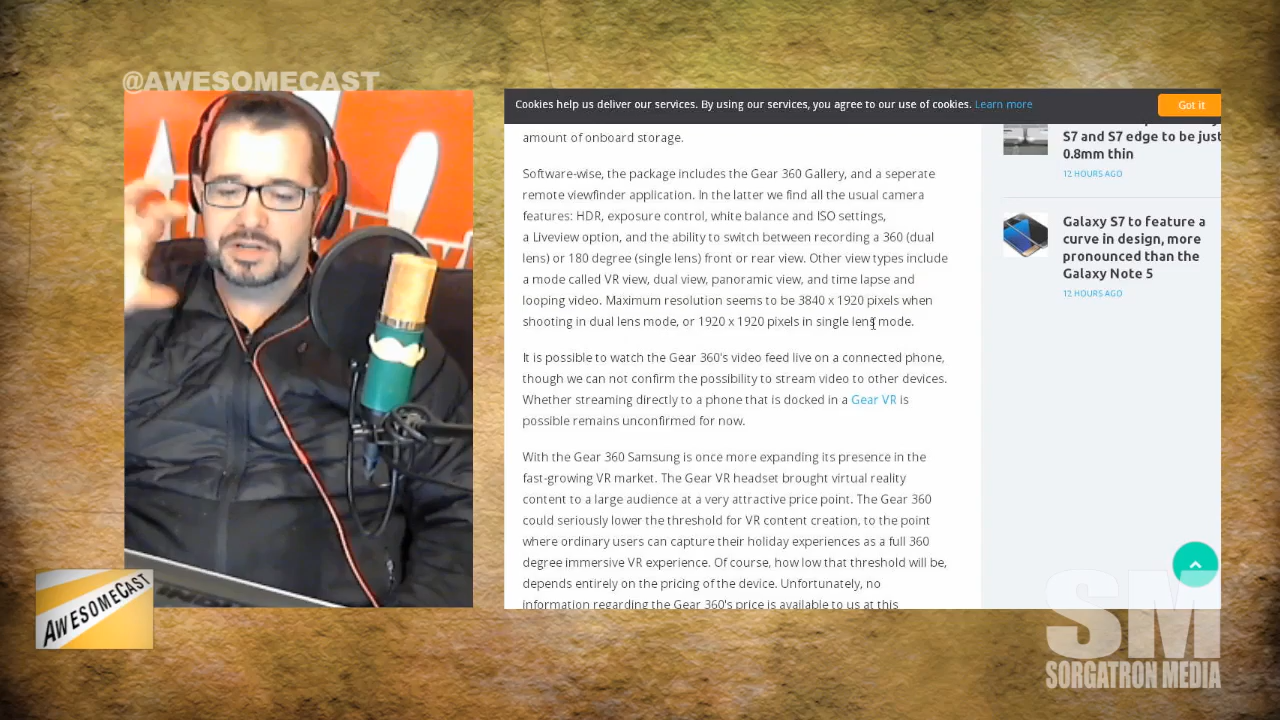 @AWESOMECAST
Cookies help us deliver our services. By using our services, you agree to our use of cookies. Learn more
Got it
amount of onboard storage.
Software-wise, the package includes the Gear 360 Gallery, and a seperate
remote viewfinder application. In the latter we find all the usual camera
features: HDR, exposure control, white balance and ISO settings,
a Liveview option, and the ability to switch between recording a 360 (dual
lens) or 180 degree (single lens) front or rear view. Other view types include
a mode called VR view, dual view, panoramic view, and time lapse and
looping video. Maximum resolution seems to be 3840 x 1920 pixels when
shooting in dual lens mode, or 1920 x 1920 pixels in single lens mode.
It is possible to watch the Gear 360's video feed live on a connected phone,
though we can not confirm the possibility to stream video to other devices.
Whether streaming directly to a phone that is docked in a Gear VR is
possible remains unconfirmed for now.
With the Gear 360 Samsung is once more expanding its presence in the
fast-growing VR market. The Gear VR headset brought virtual reality
content to a large audience at a very attractive price point. The Gear 360
could seriously lower the threshold for VR content creation, to the point
where ordinary users can capture their holiday experiences as a full 360
degree immersive VR experience. Of course, how low that threshold will be,
depends entirely on the pricing of the device. Unfortunately, no
information regarding the Gear 360's price is available to us at this
S7 and S7 edge to be just
0.8mm thin
12 HOURS AGO
Galaxy S7 to feature a
curve in design, more
pronounced than the
Galaxy Note 5
12 HOURS AGO
AWESOMECAST
SM
SORGATRON MEDIA